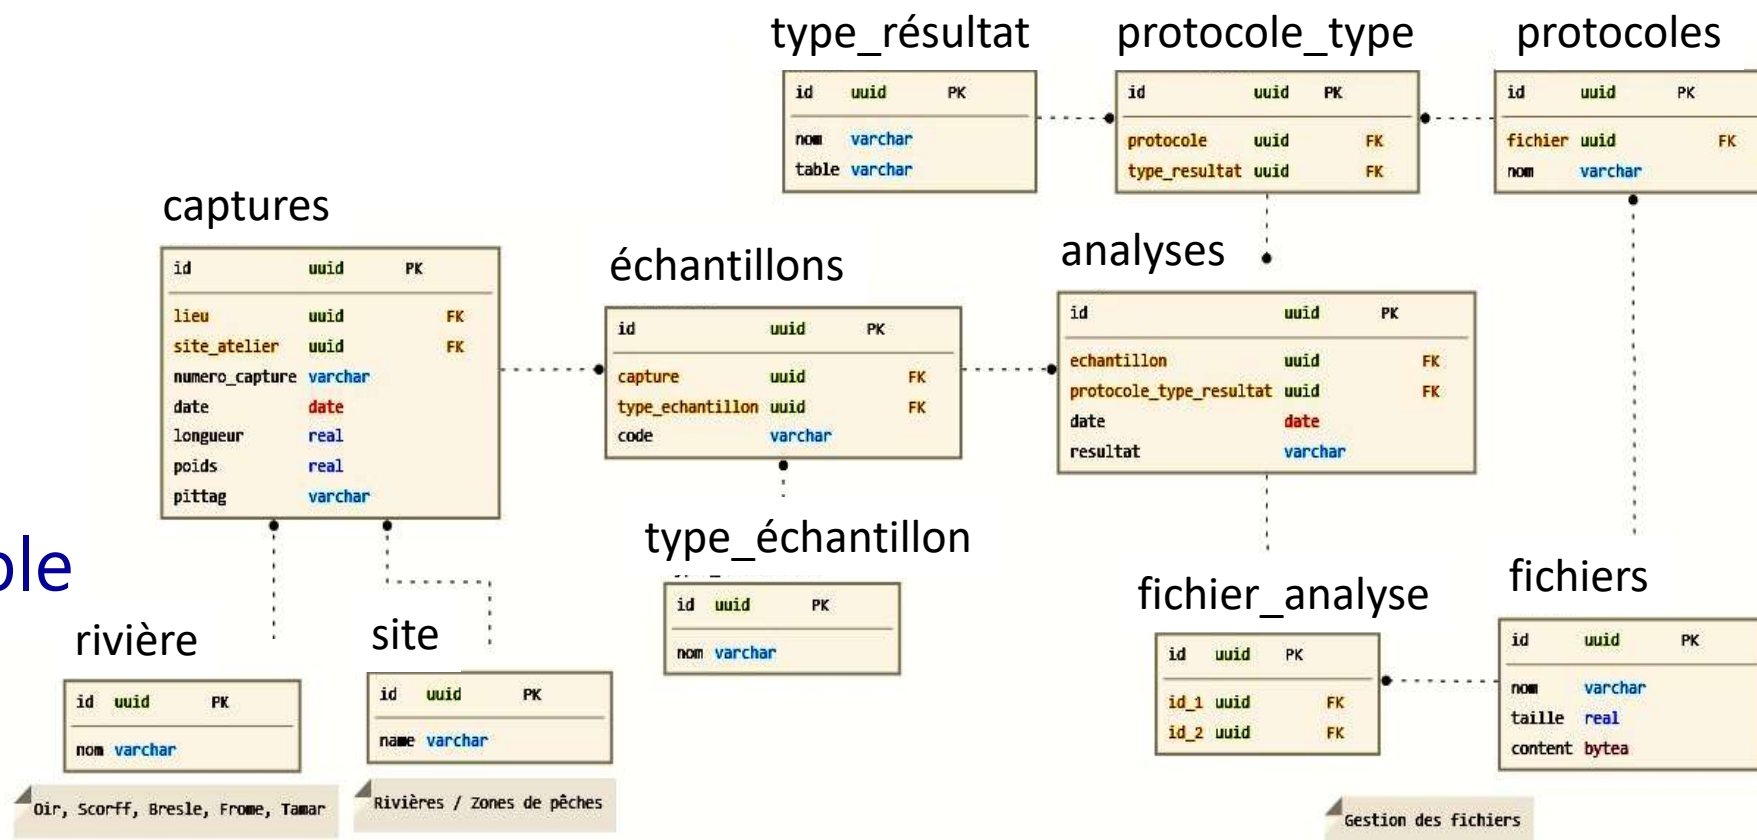 type_résultat
id uuid PK
nom varchar
table varchar
protocole_type
id uuid PK
protocole uuid FK
type_resultat uuid FK
protocoles
id uuid PK
fichier uuid FK
nom varchar
captures
id uuid PK
lieu uuid FK
site_atelier uuid FK
numero_capture varchar
date date
longueur real
poids real
pittag varchar
échantillons
id uuid PK
capture uuid FK
type_echantillon uuid FK
code varchar
analyses
id uuid PK
echantillon uuid FK
protocole_type_resultat uuid FK
date date
resultat varchar
ole
rivière
id uuid PK
nom varchar
Oir, Scorff, Bresle, Frome, Tamar
site
id uuid PK
name varchar
Rivières / Zones de pêches
type_échantillon
id uuid PK
nom varchar
fichier_analyse
id uuid PK
id_1 uuid FK
id_2 uuid FK
fichiers
id uuid PK
nom varchar
taille real
content bytea
Gestion des fichiers